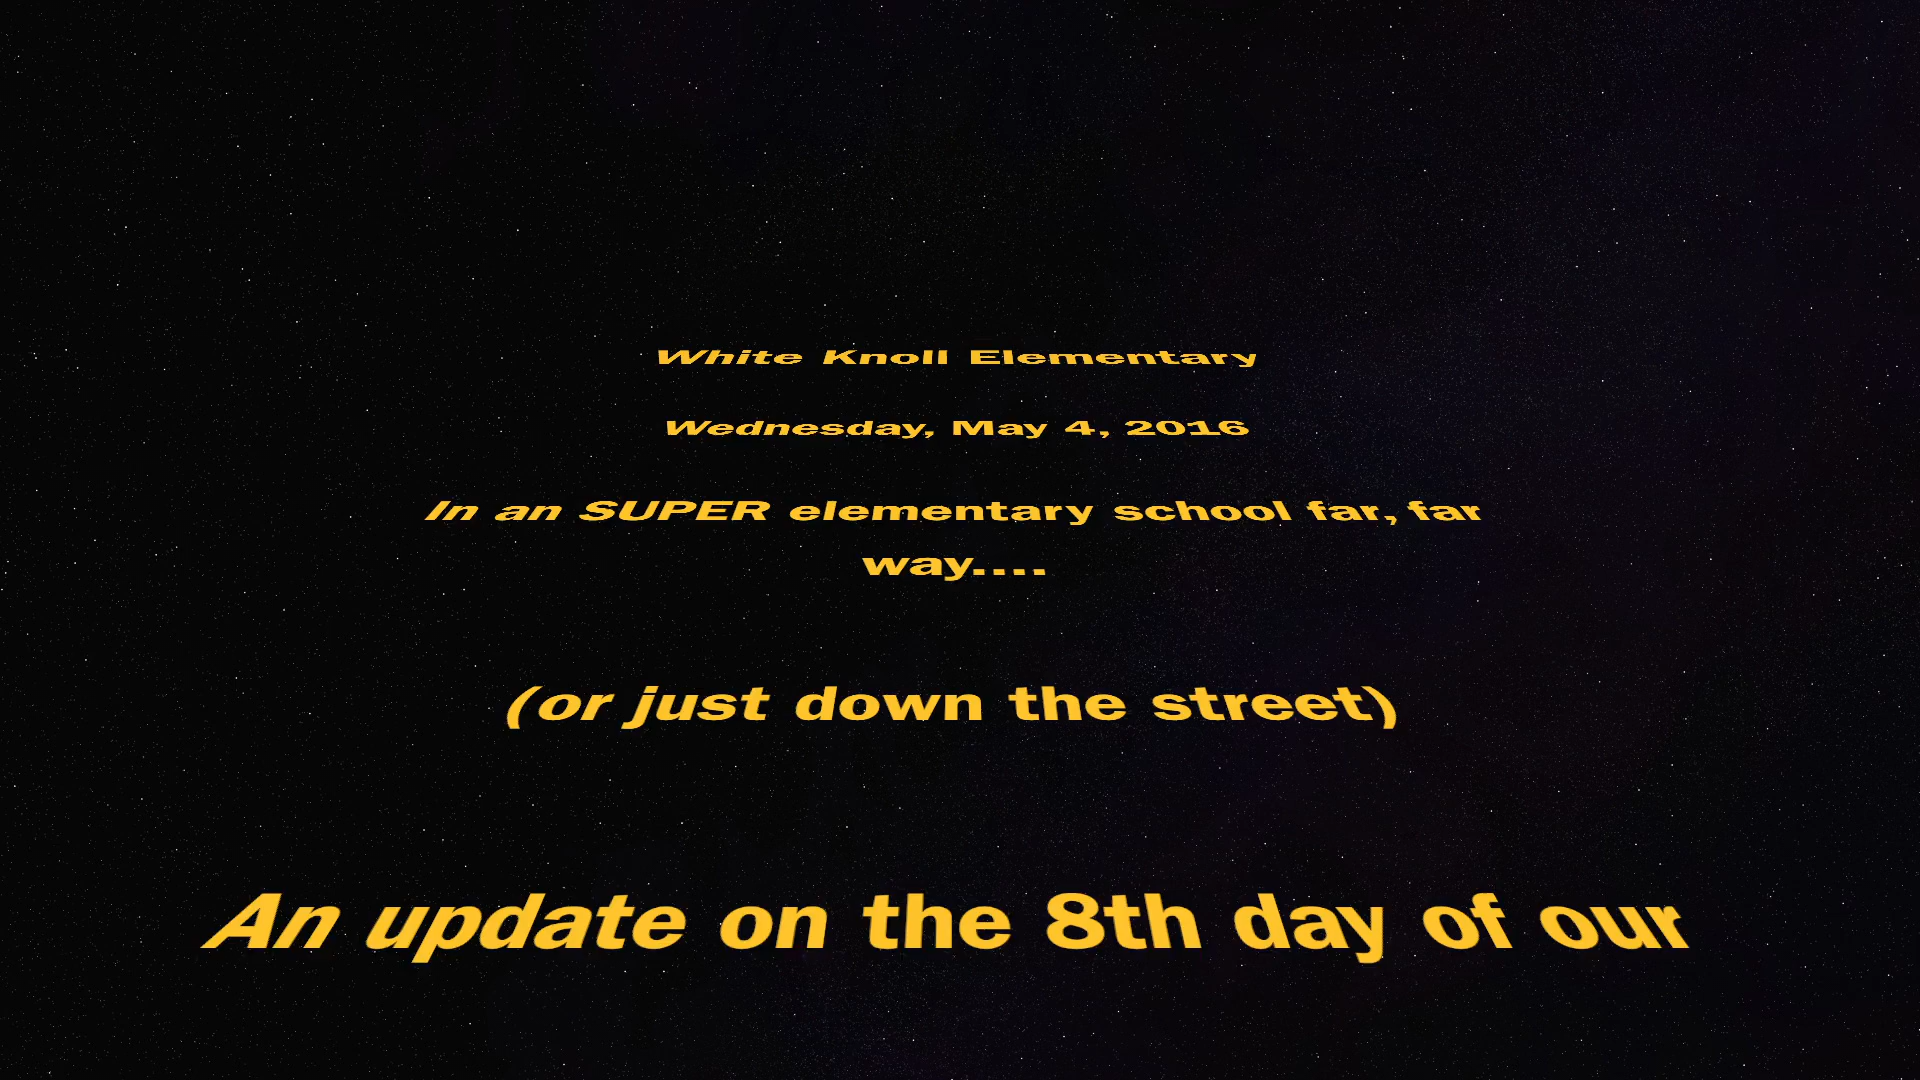 White Knoll Elementary
Wednesday, May 4, 2016
In an SUPER elementary school far, far
way....
(or just down the street)
An update on the 8th day of our